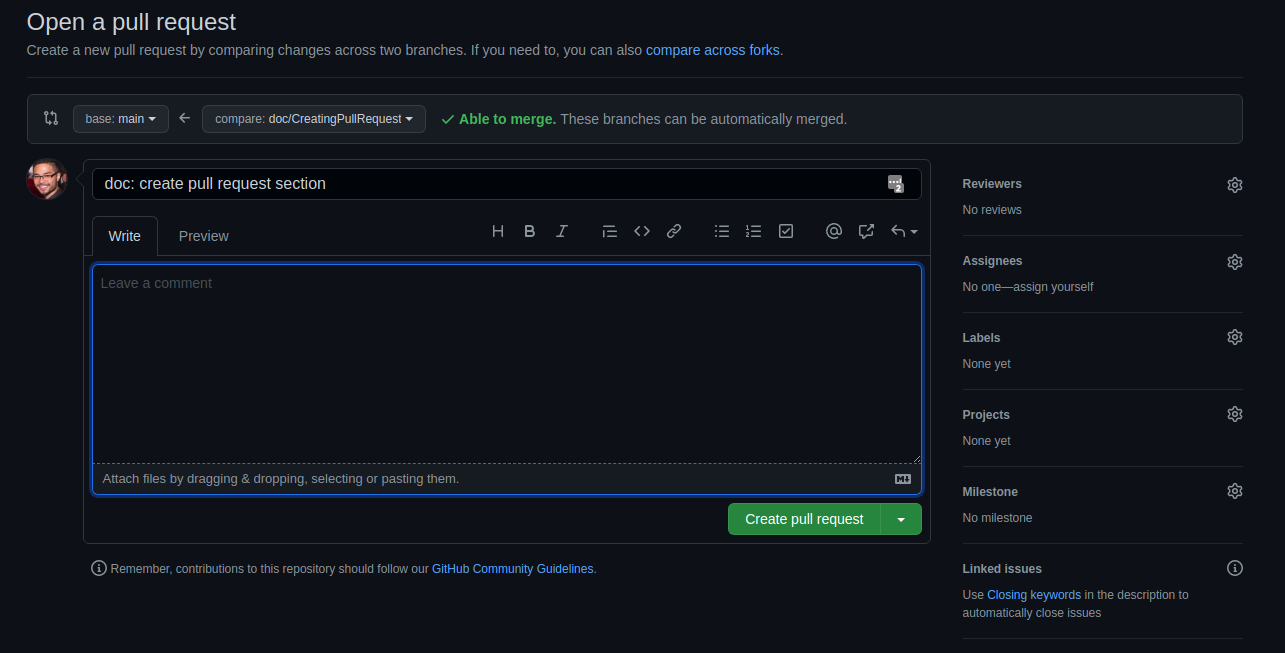 Open a pull request
Create a new pull request by comparing changes across two branches. If you need to, you can also compare across forks.
base: main
compare: doc/CreatingPullRequest
Able to merge. These branches can be automatically merged.
doc: create pull request section
2
Write
Preview
H B I
Leave a comment
Attach files by dragging & dropping, selecting or pasting them.
M
Create pull request
Remember, contributions to this repository should follow our GitHub Community Guidelines.
Reviewers
No reviews
Assignees
No one—assign yourself
Labels
None yet
Projects
None yet
Milestone
No milestone
Linked issues
Use Closing keywords in the description to
automatically close issues